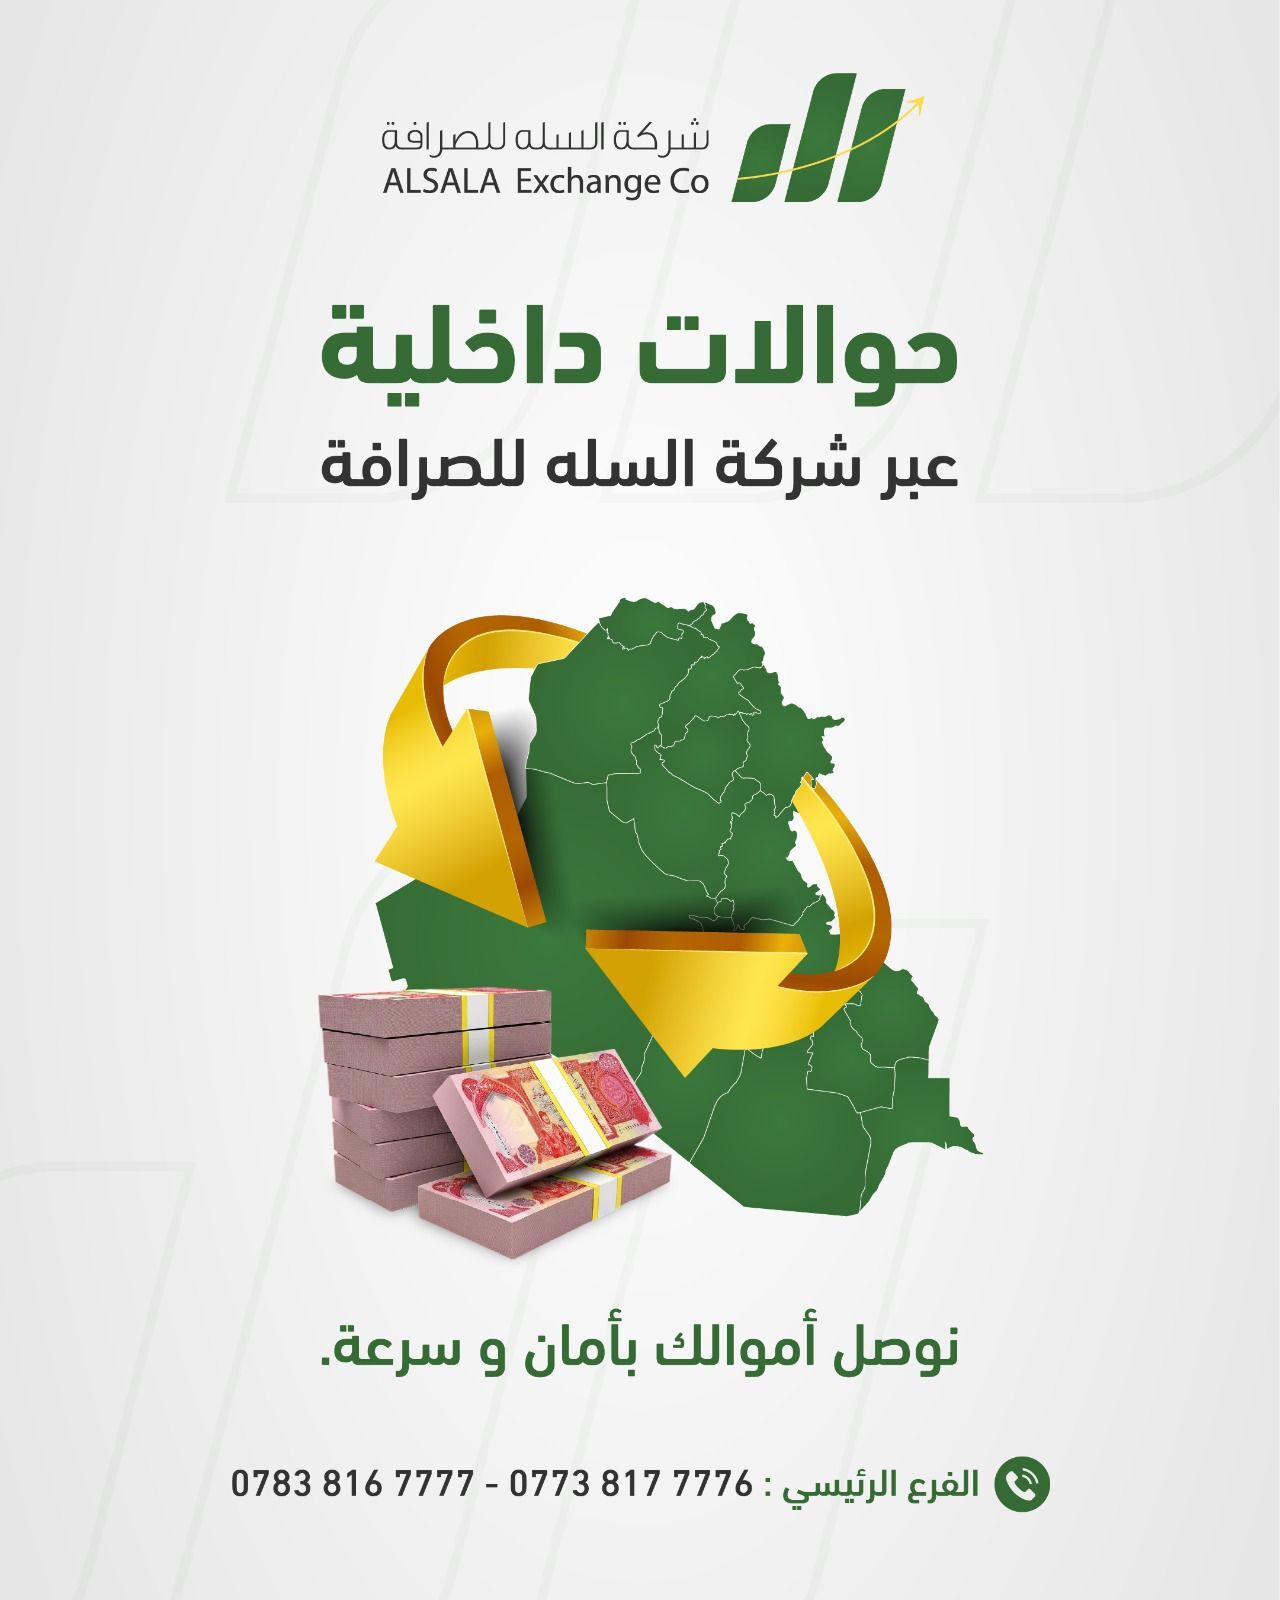 شركة السله للصرافة
ALSALA Exchange Co
حوالات داخلية
عبر شركة السله للصرافة
نوصل أموالك بأمان و سرعة.
الفرع الرئيسي : 0773 817 7776 - 0783 816 7777